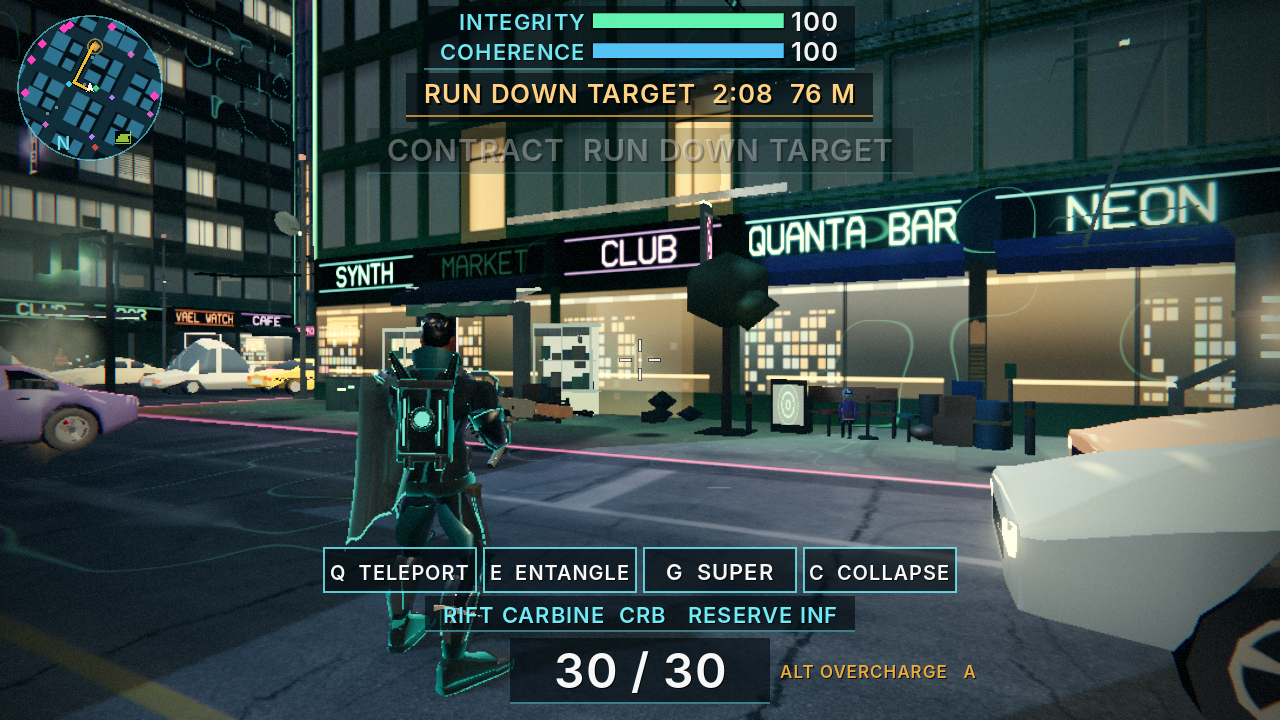 INTEGRITY 100
COHERENCE 100
RUN DOWN TARGET 2:08 76 M
CONTRACT RUN DOWN TARGET
N
SYNTH
MARKET
CLUB
QUANTA BAR
NEON
VAEL WATCH
CAFE
Q TELEPORT
E ENTANGLE
G SUPER
C COLLAPSE
RIFT CARBINE CRB RESERVE INF
30 / 30
ALT OVERCHARGE A